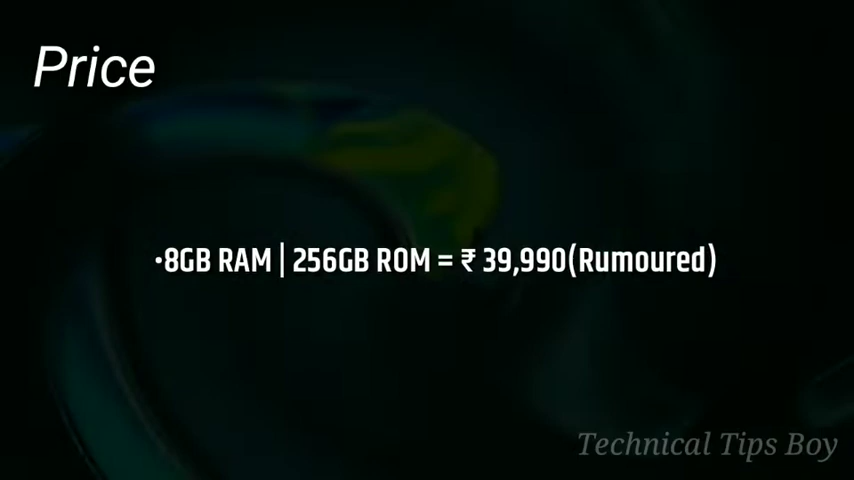 Price
•8GB RAM | 256GB ROM = ₹ 39,990(Rumoured)
Technical Tips Boy